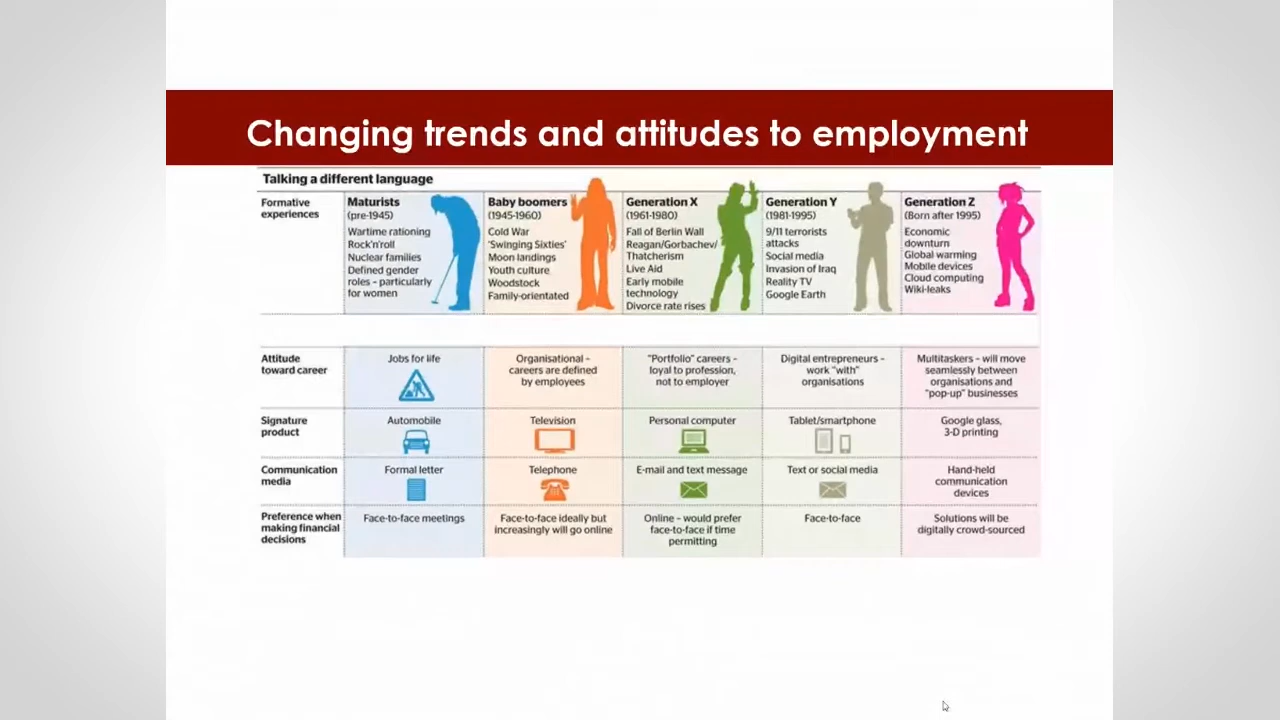 Changing trends and attitudes to employment
Talking a different language
Formative
experiences
Maturists
(pre-1945)
Wartime rationing
Rock'n'roll
Nuclear families
Defined gender
roles - particularly
for women
Baby boomers
(1945-1960)
Cold War
'Swinging Sixties'
Moon landings
Youth culture
Woodstock
Family-orientated
Generation X
(1961-1980)
Fall of Berlin Wall
Reagan/Gorbachev/
Thatcherism
Live Aid
Early mobile
technology
Divorce rate rises
Generation Y
(1981-1995)
9/11 terrorists
attacks
Social media
Invasion of Iraq
Reality TV
Google Earth
Generation Z
(Born after 1995)
Economic
downturn
Global warming
Mobile devices
Cloud computing
Wiki-leaks
Attitude
toward career
Jobs for life
Organisational -
careers are defined
by employees
"Portfolio" careers -
loyal to profession,
not to employer
Digital entrepreneurs -
work "with"
organisations
Multitaskers - will move
seamlessly between
organisations and
"pop-up" businesses
Signature
product
Automobile
Television
Personal computer
Tablet/smartphone
Google glass,
3-D printing
Communication
media
Formal letter
Telephone
E-mail and text message
Text or social media
Hand-held
communication
devices
Preference when
making financial
decisions
Face-to-face meetings
Face-to-face ideally but
increasingly will go online
Online - would prefer
face-to-face if time
permitting
Face-to-face
Solutions will be
digitally crowd-sourced